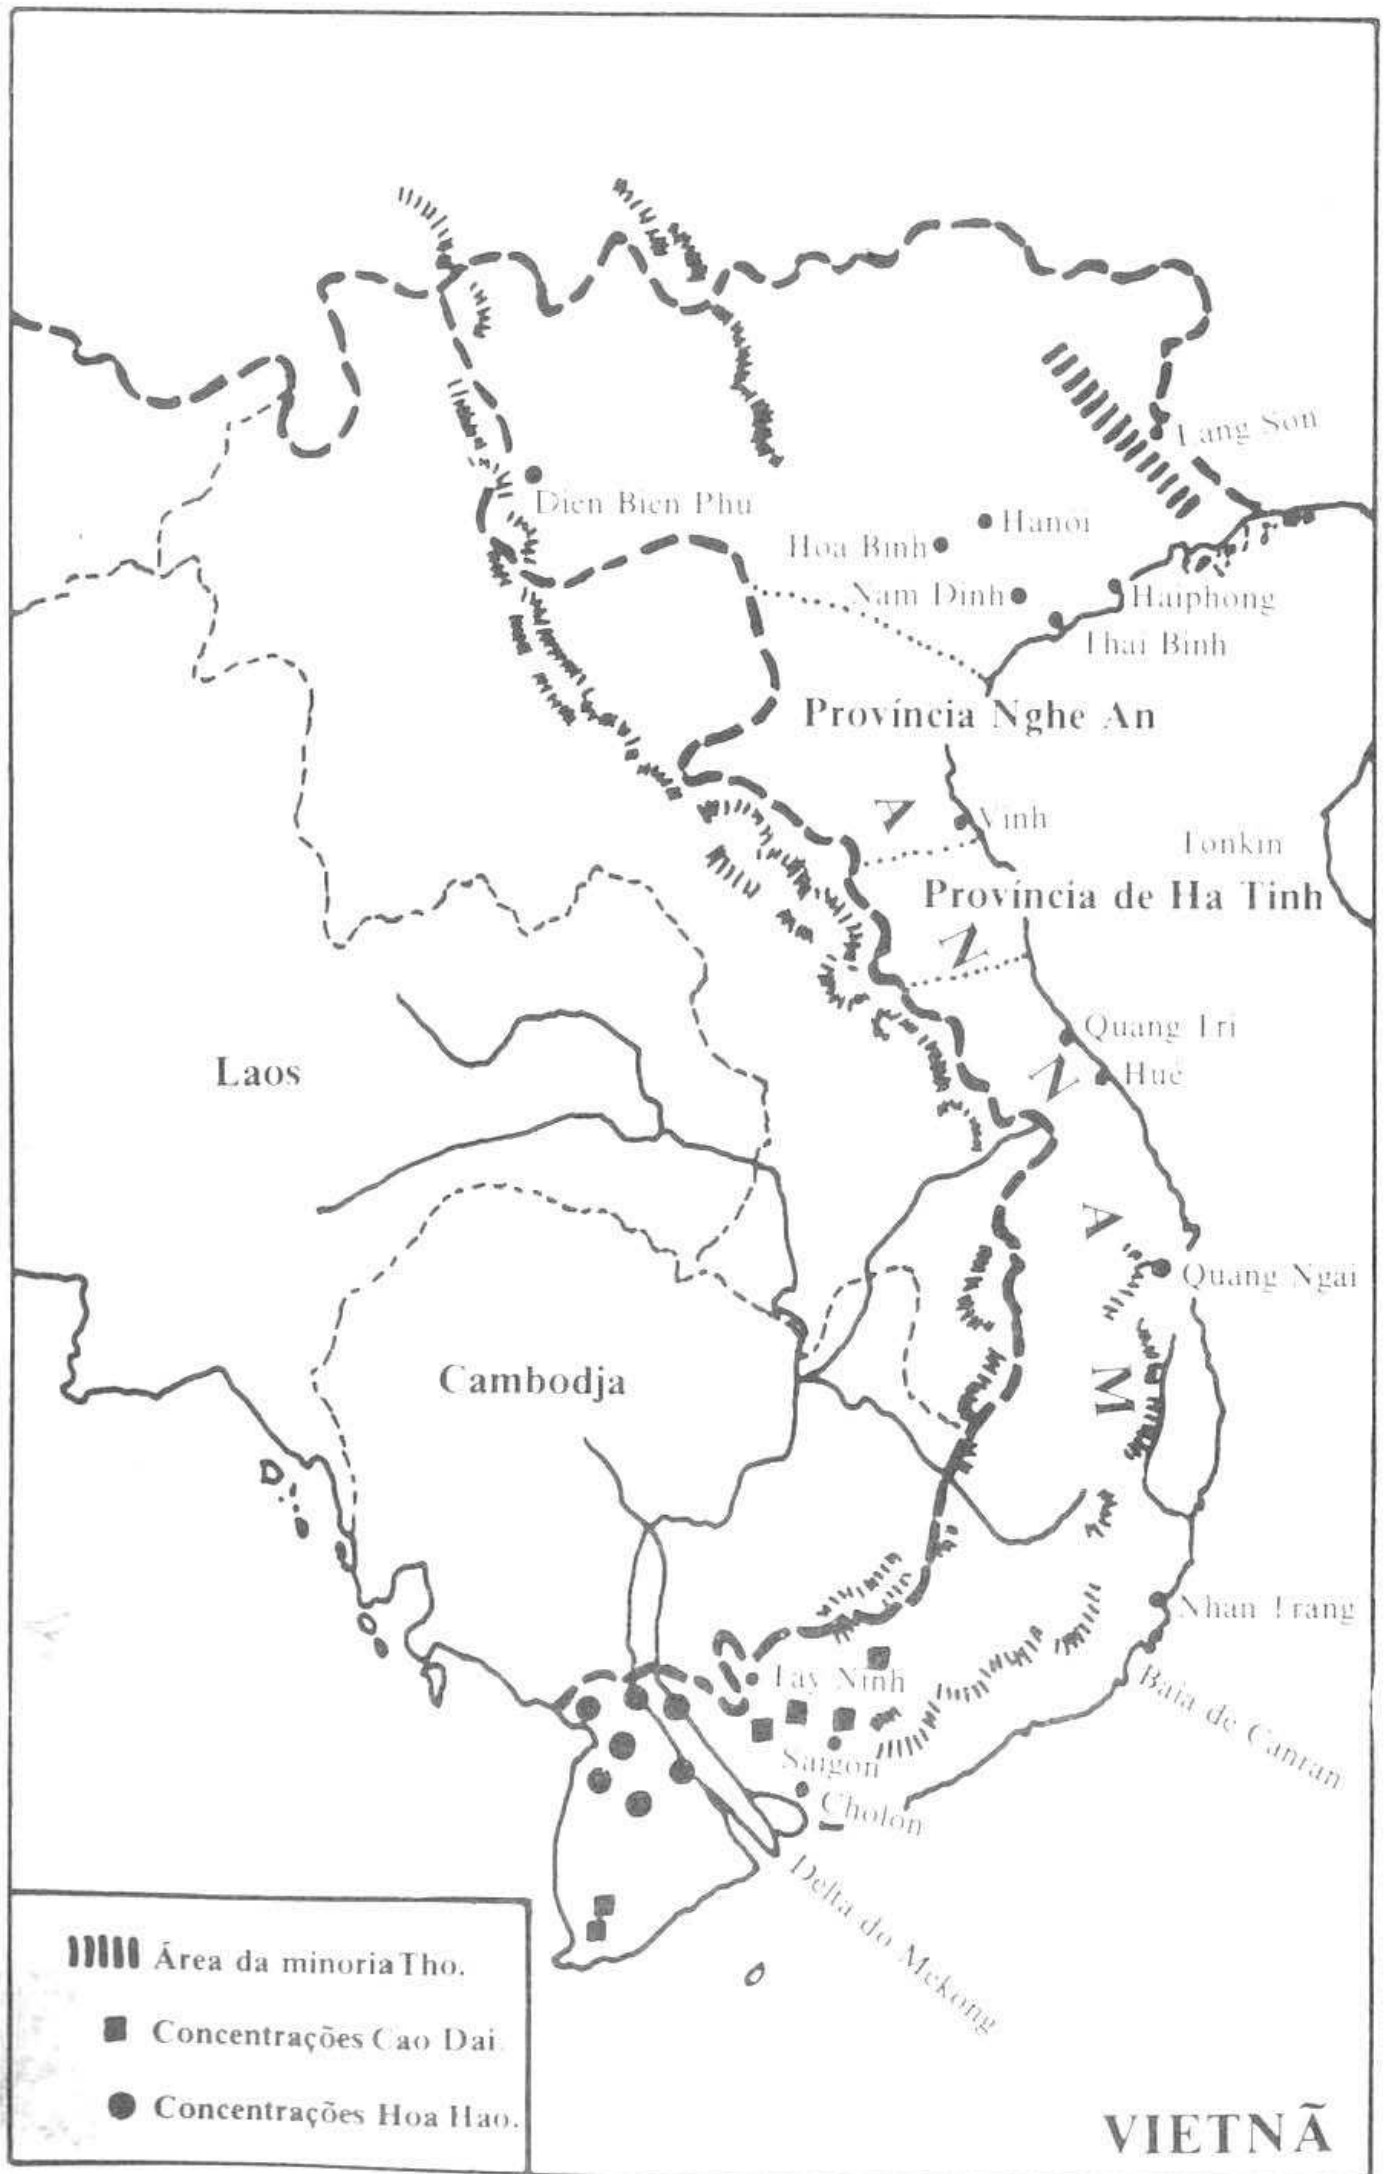 Lang Son
Dien Bien Phu
Hanói
Hoa Binh
Nam Dinh
Haiphong
Thai Binh
Província Nghe An
A
Vinh
Tonkin
Província de Ha Tinh
N
Quang Tri
N
Hué
Laos
A
Quang Ngai
M
Cambodja
Nhan Trang
Tay Ninh
Baia de Canran
Saigon
Cholon
Delta do Mekong
Área da minoria Tho.
Concentrações Cao Dai.
Concentrações Hoa Hao.
VIETNÃ